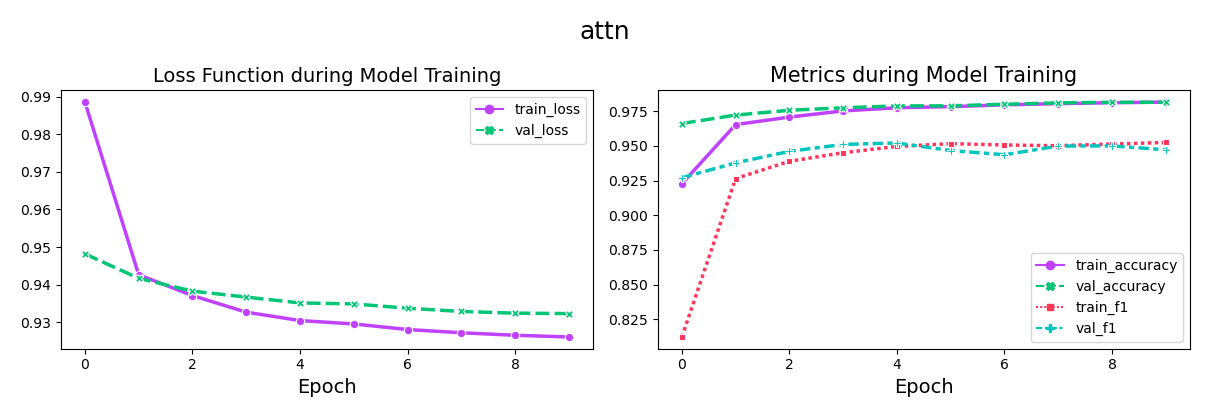 attn
Loss Function during Model Training
0.99
0.98
0.97
0.96
0.95
0.94
0.93
train_loss
val_loss
0 2 4 6 8
Epoch
Metrics during Model Training
0.975
0.950
0.925
0.900
0.875
0.850
0.825
train_accuracy
val_accuracy
train_f1
val_f1
0 2 4 6 8
Epoch